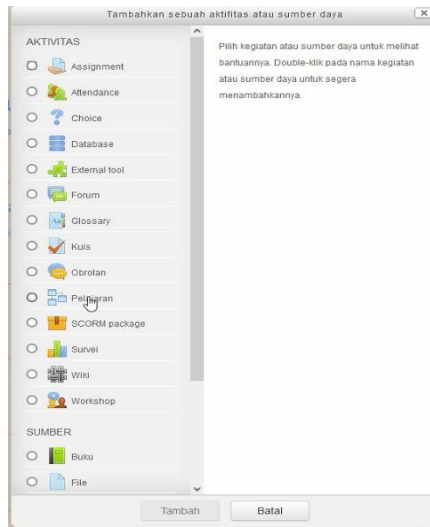 Tambahkan sebuah aktifitas atau sumber daya
AKTIVITAS
Assignment
Attendance
Choice
Database
External tool
Forum
Glossary
Kuis
Obrolan
Pelajaran
SCORM package
Survei
Wiki
Workshop
SUMBER
Buku
File
Pilih kegiatan atau sumber daya untuk melihat
bantuannya. Double-klik pada nama kegiatan
atau sumber daya untuk segera
menambahkannya.
Tambah
Batal